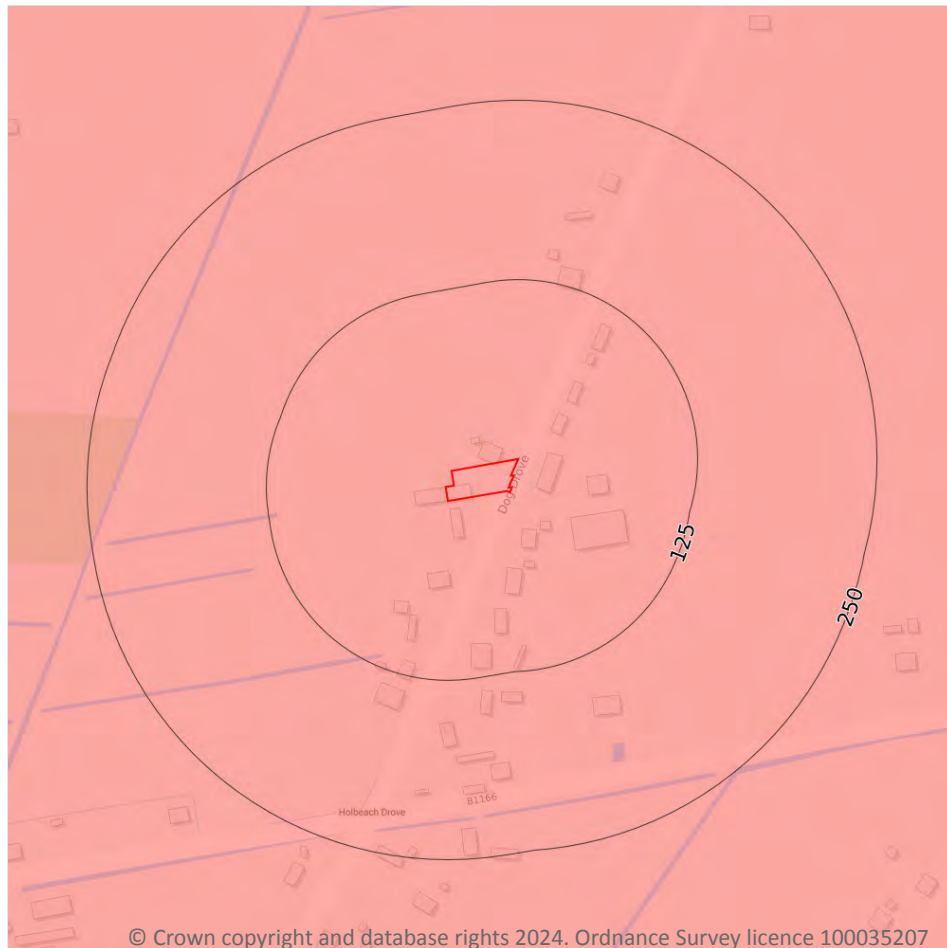 Dog Drove
125
250
B1166
Holbeach Drove
© Crown copyright and database rights 2024. Ordnance Survey licence 100035207